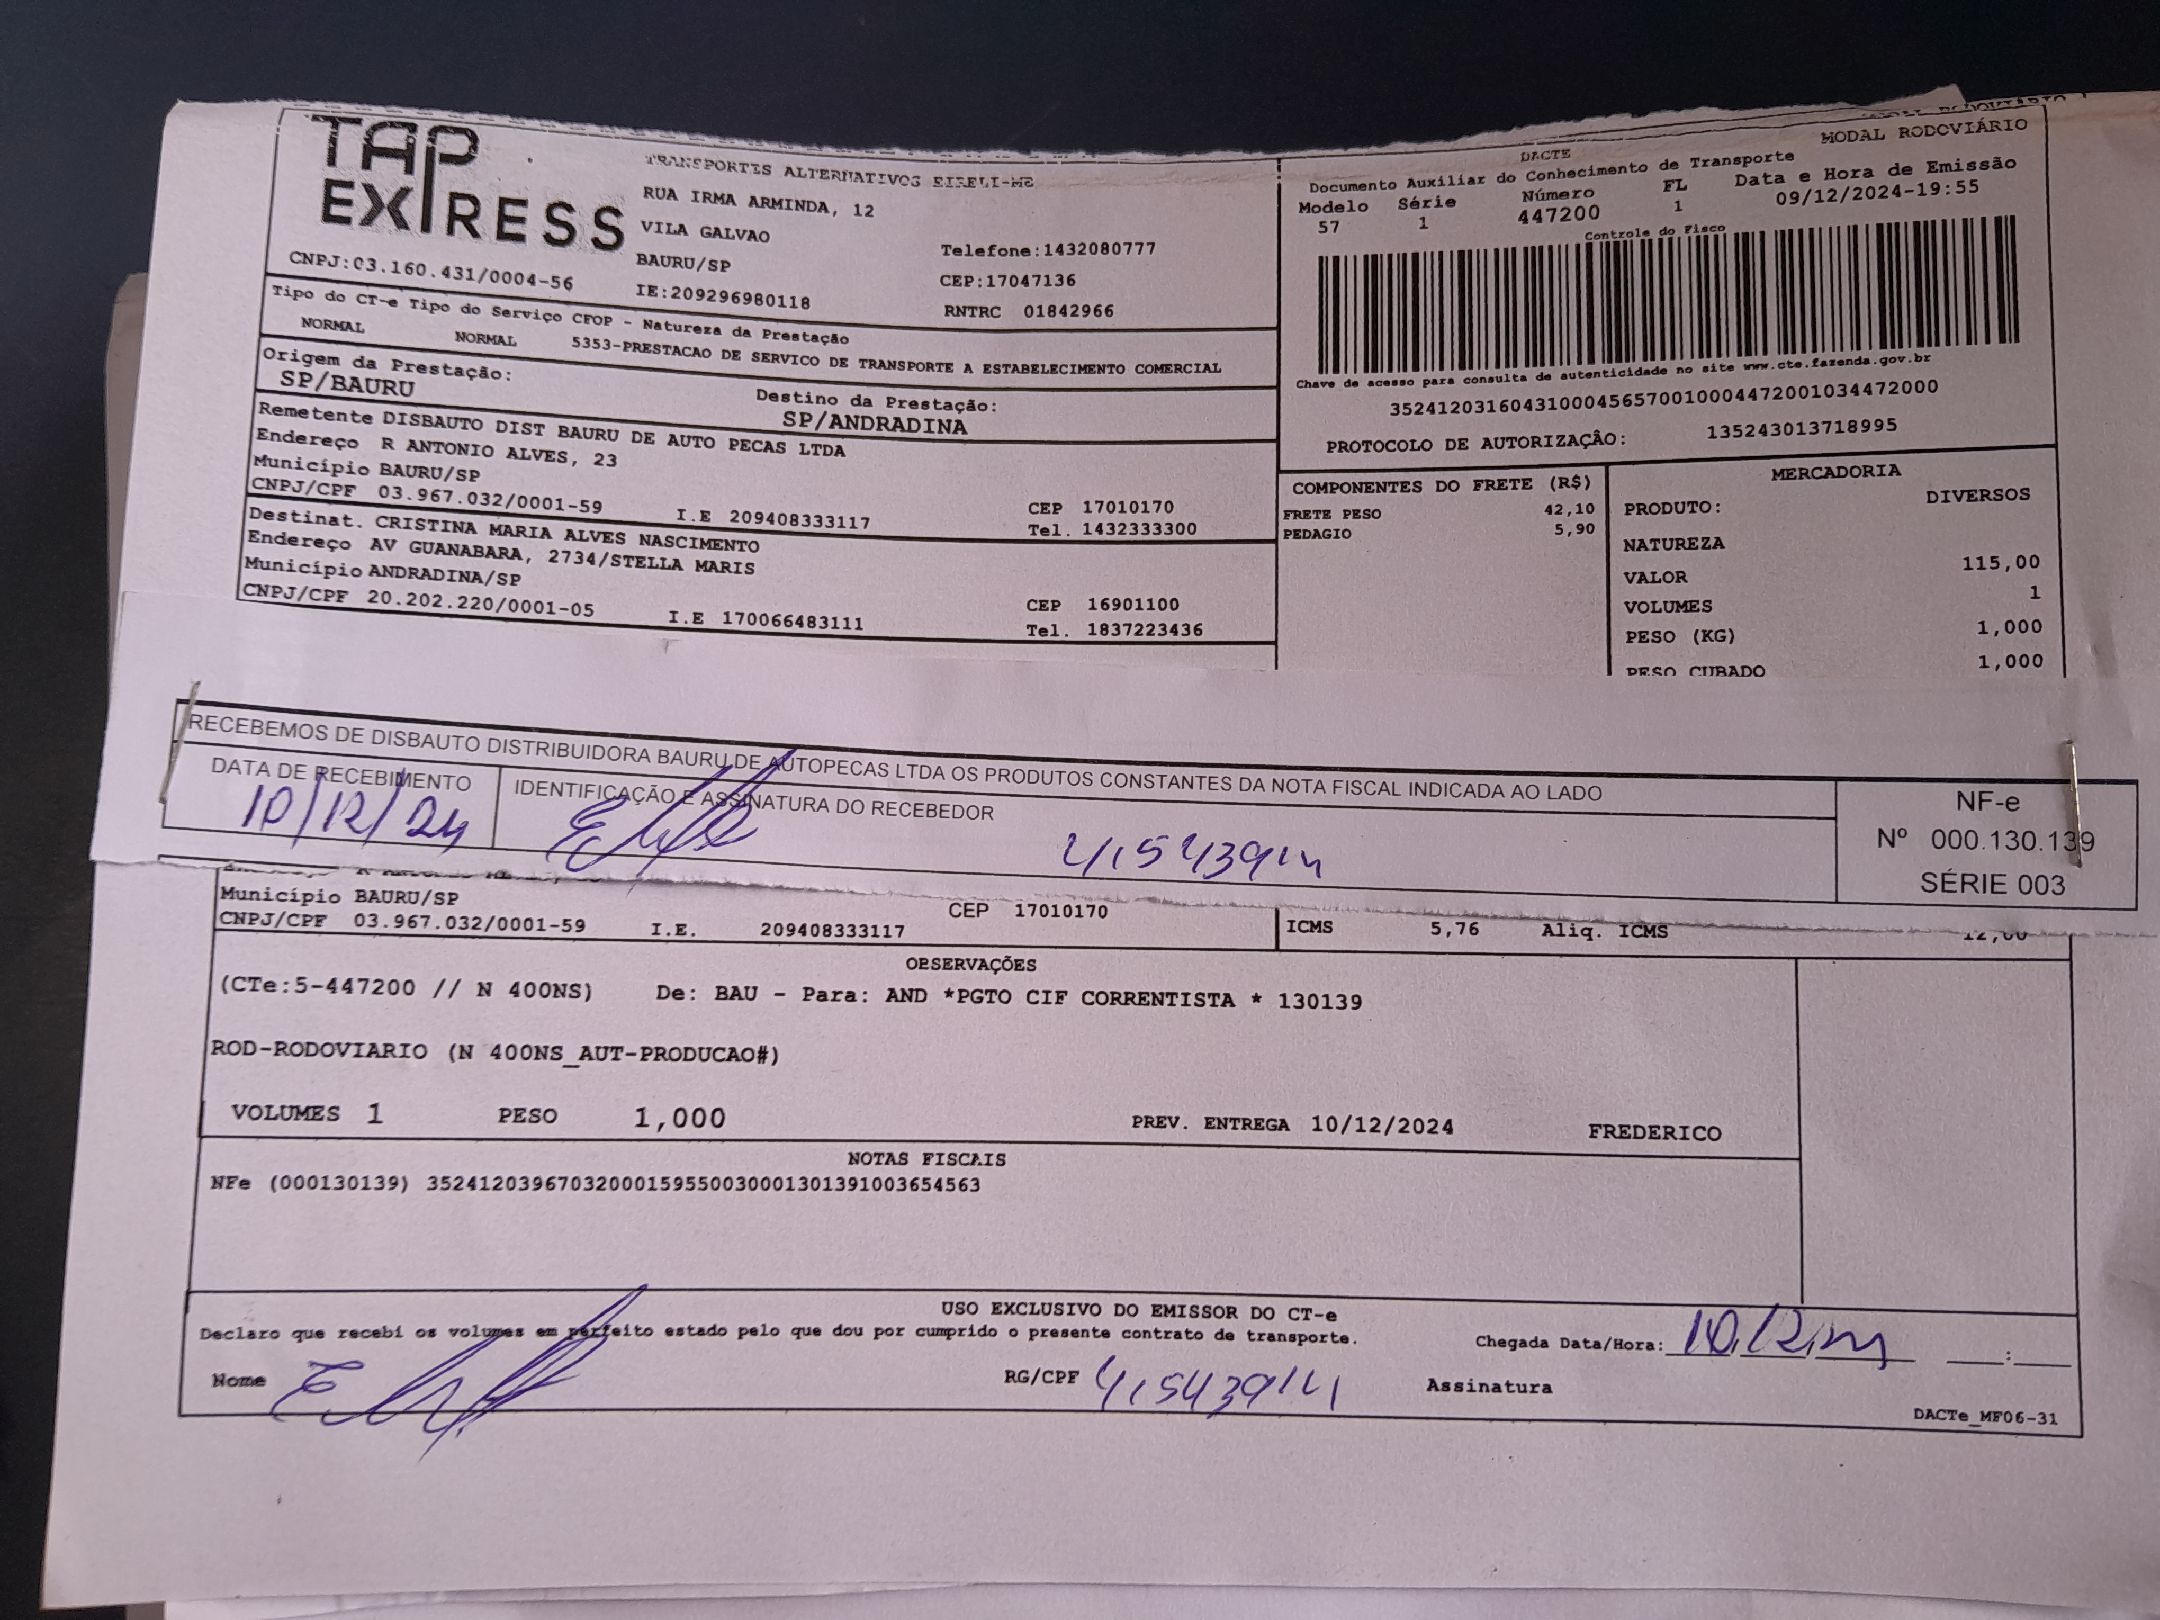 TAP EXPRESS
TRANSPORTES ALTERNATIVOS EIRELI-ME
RUA IRMA ARMINDA, 12
VILA GALVAO
BAURU/SP
IE:209296980118
Telefone:1432080777
CEP:17047136
RNTRC 01842966
CNPJ:03.160.431/0004-56
Tipo do CT-e Tipo do Serviço CFOP - Natureza da Prestação
NORMAL NORMAL 5353-PRESTACAO DE SERVICO DE TRANSPORTE A ESTABELECIMENTO COMERCIAL
Origem da Prestação: Destino da Prestação:
SP/BAURU SP/ANDRADINA
Remetente DISBAUTO DIST BAURU DE AUTO PECAS LTDA
Endereço R ANTONIO ALVES, 23
Município BAURU/SP CEP 17010170
CNPJ/CPF 03.967.032/0001-59 I.E 209408333117 Tel. 1432333300
Destinat. CRISTINA MARIA ALVES NASCIMENTO
Endereço AV GUANABARA, 2734/STELLA MARIS
Município ANDRADINA/SP CEP 16901100
CNPJ/CPF 20.202.220/0001-05 I.E 170066483111 Tel. 1837223436
MODAL RODOVIÁRIO
DACTE
Documento Auxiliar do Conhecimento de Transporte
Modelo Série Número FL Data e Hora de Emissão
57 1 447200 1 09/12/2024-19:55
Controle do Fisco
Chave de acesso para consulta de autenticidade no site www.cte.fazenda.gov.br
35241203160431000456570010004472001034472000
PROTOCOLO DE AUTORIZAÇÂO: 135243013718995
COMPONENTES DO FRETE (R$)
FRETE PESO 42,10
PEDAGIO 5,90
MERCADORIA
PRODUTO: DIVERSOS
NATUREZA
VALOR 115,00
VOLUMES 1
PESO (KG) 1,000
PESO CUBADO 1,000
RECEBEMOS DE DISBAUTO DISTRIBUIDORA BAURU DE AUTOPECAS LTDA OS PRODUTOS CONSTANTES DA NOTA FISCAL INDICADA AO LADO
DATA DE RECEBIMENTO IDENTIFICAÇÃO E ASSINATURA DO RECEBEDOR
10/12/24
NF-e
Nº 000.130.139
SÉRIE 003
Município BAURU/SP CEP 17010170
CNPJ/CPF 03.967.032/0001-59 I.E. 209408333117
ICMS 5,76 Aliq. ICMS 12,00
OBSERVAÇÕES
(CTe:5-447200 // N 400NS) De: BAU - Para: AND *PGTO CIF CORRENTISTA * 130139
ROD-RODOVIARIO (N 400NS_AUT-PRODUCAO#)
VOLUMES 1 PESO 1,000 PREV. ENTREGA 10/12/2024 FREDERICO
NOTAS FISCAIS
NFe (000130139) 35241203967032000159550030001301391003654563
USO EXCLUSIVO DO EMISSOR DO CT-e
Declaro que recebi os volumes em perfeito estado pelo que dou por cumprido o presente contrato de transporte.
Chegada Data/Hora:
Nome RG/CPF Assinatura
DACTe_MF06-31